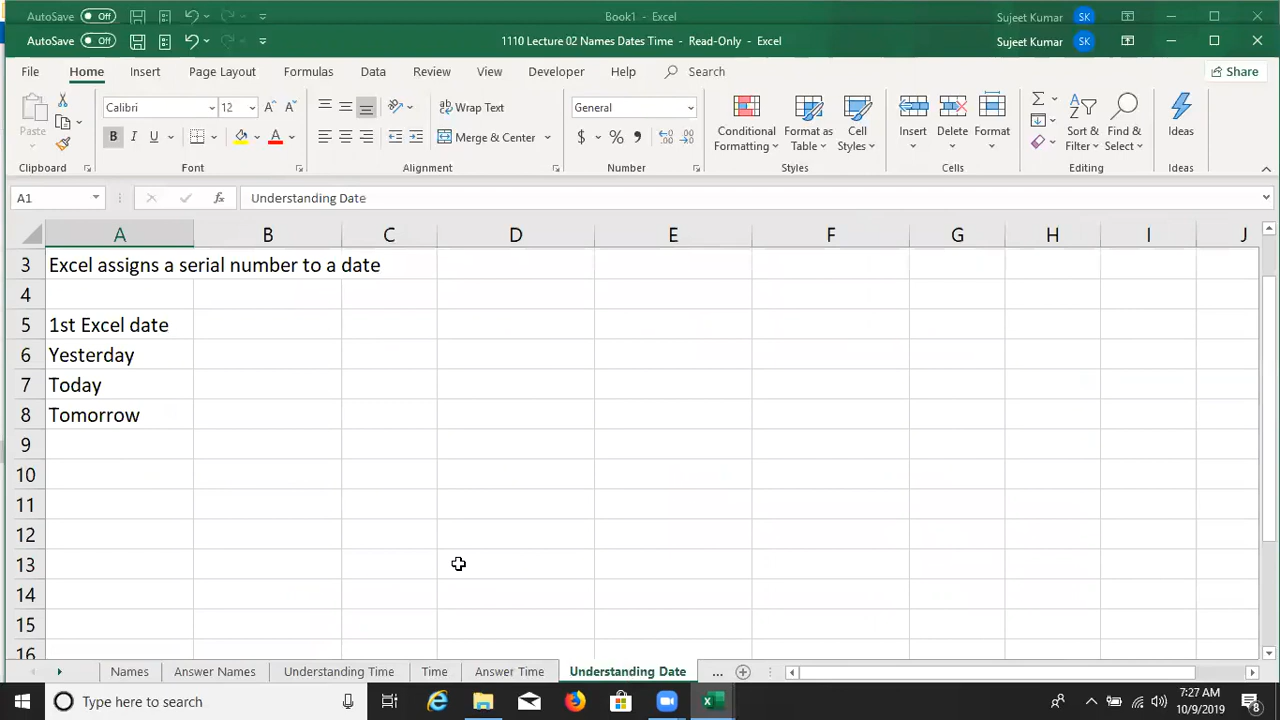 AutoSave Off Book1 - Excel Sujeet Kumar SK
AutoSave Off 1110 Lecture 02 Names Dates Time - Read-Only - Excel Sujeet Kumar SK
File Home Insert Page Layout Formulas Data Review View Developer Help Search Share
Paste Calibri 12 A A Wrap Text General Conditional Formatting Format as Table Cell Styles Insert Delete Format Sort & Filter Find & Select Ideas
B I U A Merge & Center $ % ,
Clipboard Font Alignment Number Styles Cells Editing Ideas
A1 fx Understanding Date
A B C D E F G H I J
3 Excel assigns a serial number to a date
4
5 1st Excel date
6 Yesterday
7 Today
8 Tomorrow
9
10
11
12
13
14
15
16
Names Answer Names Understanding Time Time Answer Time Understanding Date ...
Type here to search 7:27 AM
10/9/2019 8